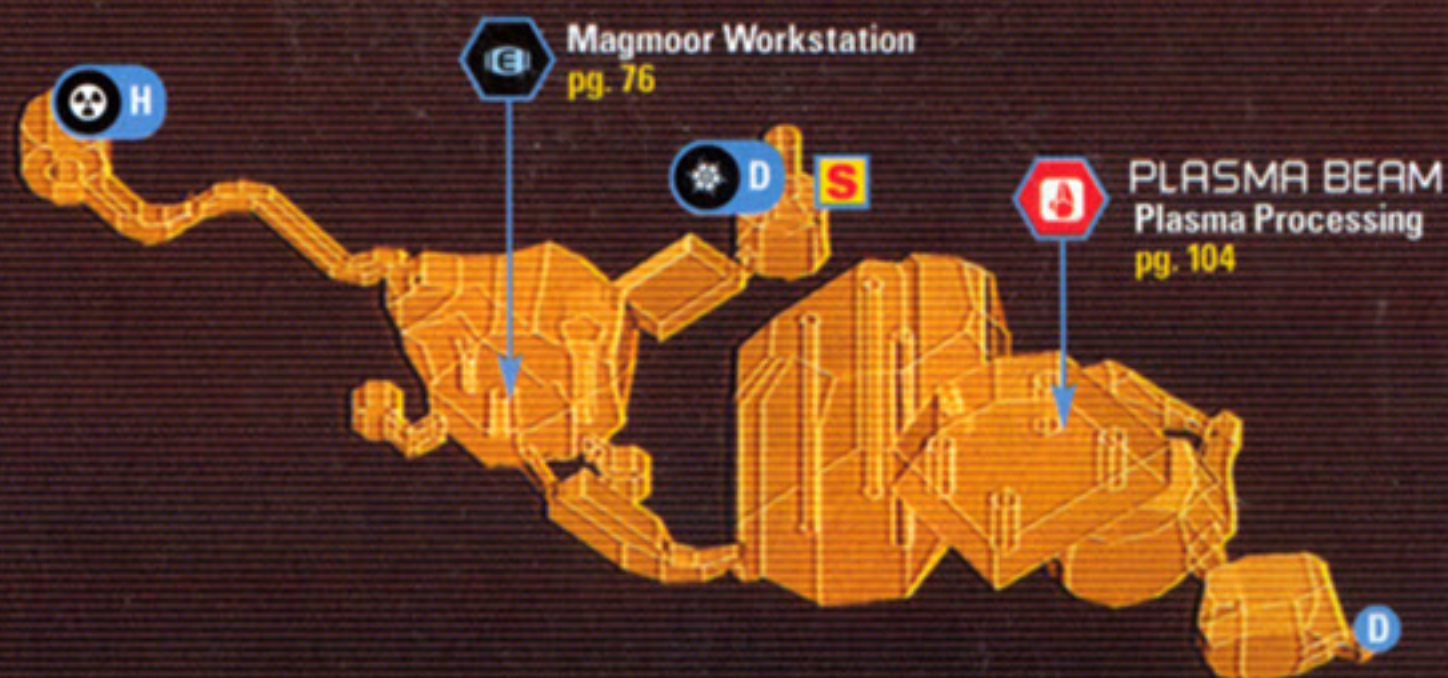 Magmoor Workstation
pg. 76
H
D
S
PLASMA BEAM
Plasma Processing
pg. 104
D